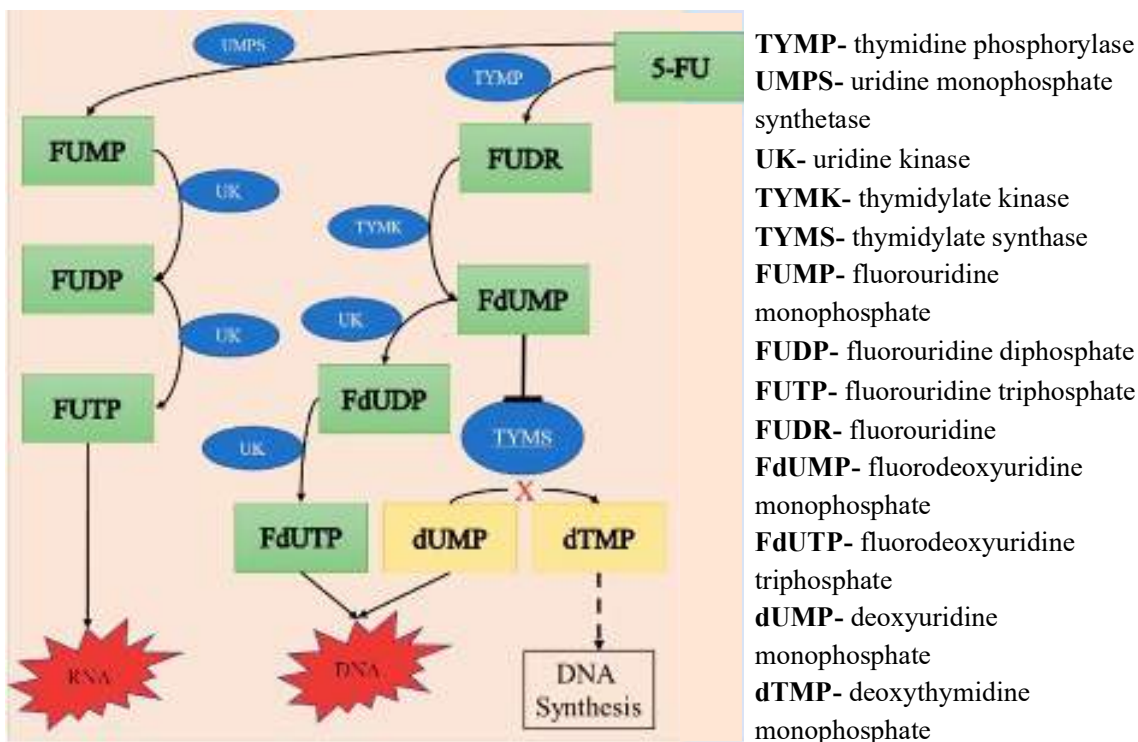 UMPS
5-FU
TYMP
FUMP
FUDR
UK
TYMK
FUDP
FdUMP
UK
UK
FUTP
FdUDP
TYMS
UK
X
FdUTP
dUMP
dTMP
RNA
DNA
DNA
Synthesis
TYMP- thymidine phosphorylase
UMPS- uridine monophosphate
synthetase
UK- uridine kinase
TYMK- thymidylate kinase
TYMS- thymidylate synthase
FUMP- fluorouridine
monophosphate
FUDP- fluorouridine diphosphate
FUTP- fluorouridine triphosphate
FUDR- fluorouridine
FdUMP- fluorodeoxyuridine
monophosphate
FdUTP- fluorodeoxyuridine
triphosphate
dUMP- deoxyuridine
monophosphate
dTMP- deoxythymidine
monophosphate